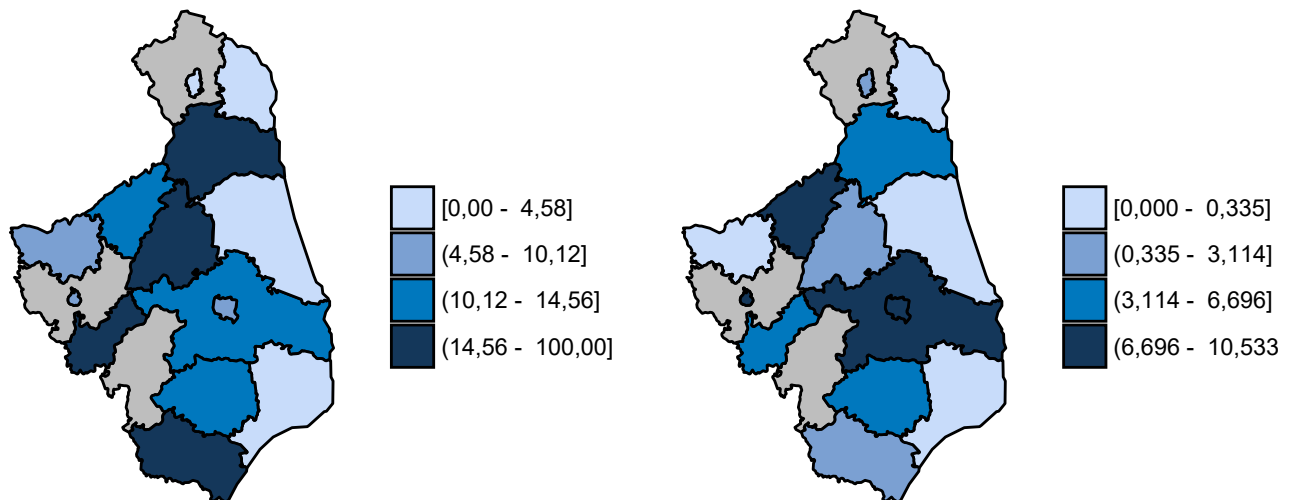 [0,00 - 4,58]
(4,58 - 10,12]
(10,12 - 14,56]
(14,56 - 100,00]
[0,000 - 0,335]
(0,335 - 3,114]
(3,114 - 6,696]
(6,696 - 10,533